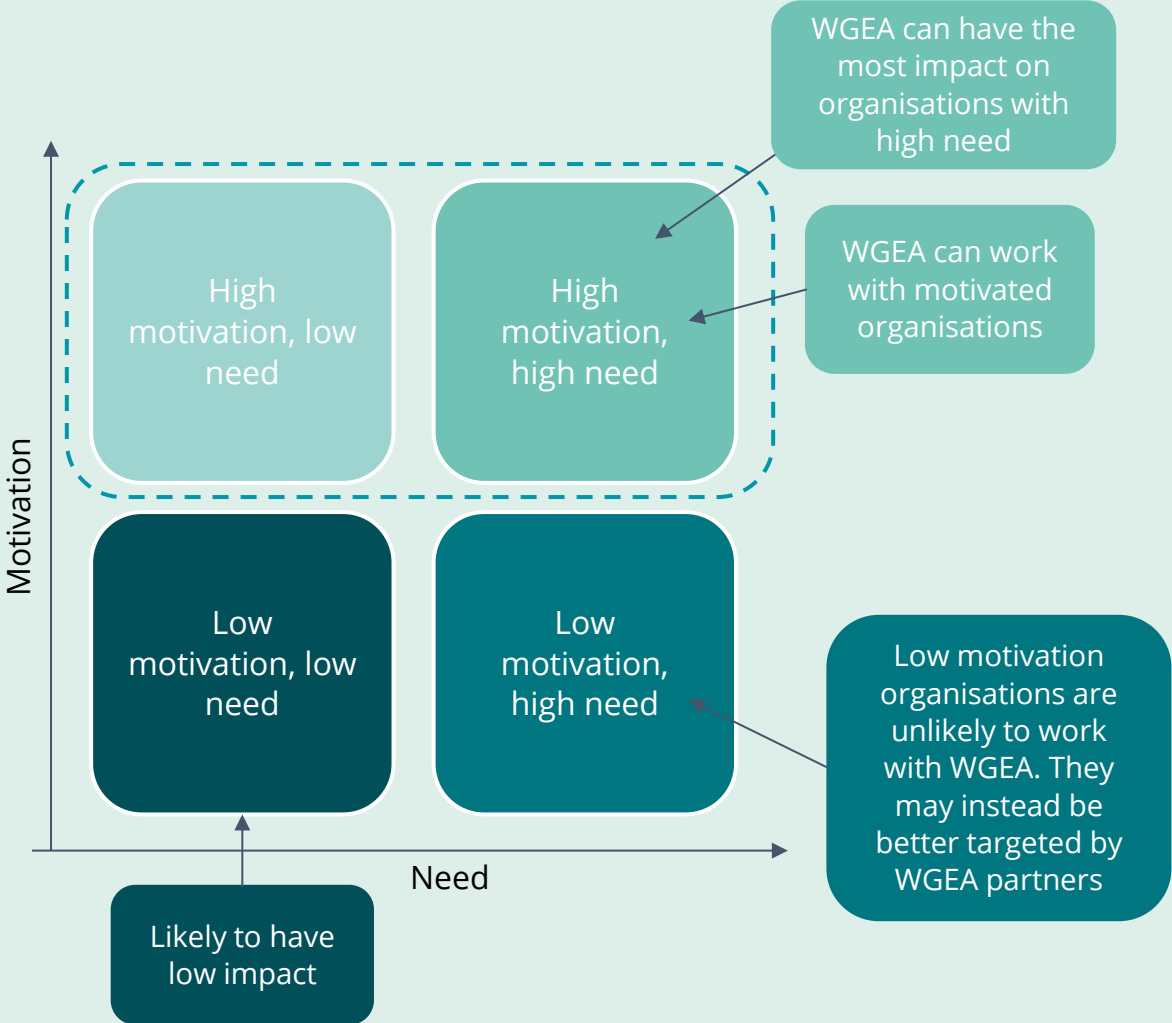 WGEA can have the
most impact on
organisations with
high need
WGEA can work
with motivated
organisations
High
motivation, low
need
High
motivation,
high need
Motivation
Low
motivation, low
need
Low
motivation,
high need
Low motivation
organisations are
unlikely to work
with WGEA. They
may instead be
better targeted by
WGEA partners
Need
Likely to have
low impact